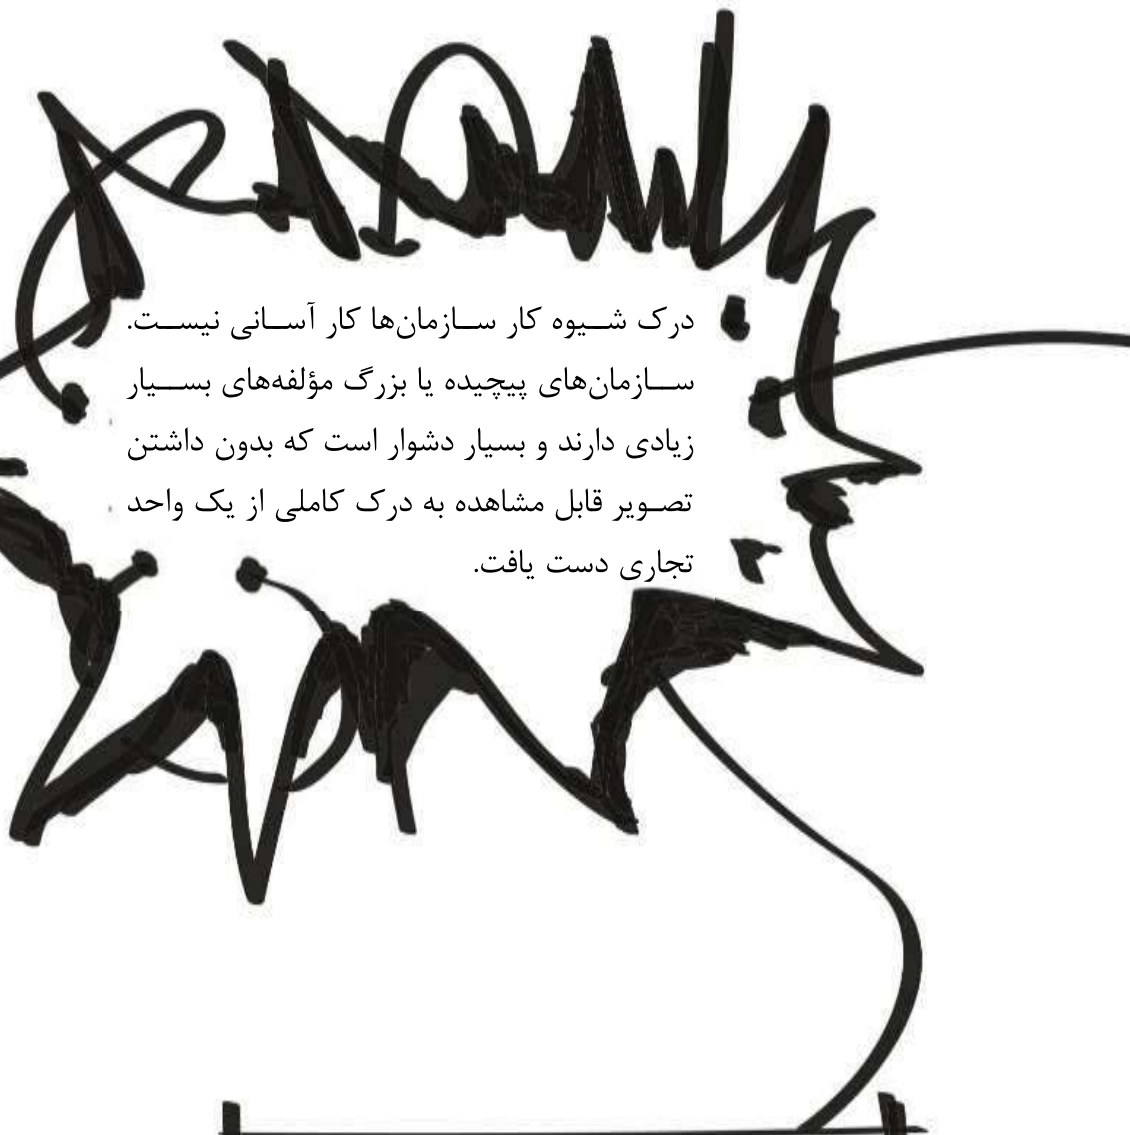 درک شیوه کار سازمان‌ها کار آسانی نیست.
سازمان‌های پیچیده یا بزرگ مؤلفه‌های بسیار
زیادی دارند و بسیار دشوار است که بدون داشتن
تصویر قابل مشاهده به درک کاملی از یک واحد
تجاری دست یافت.